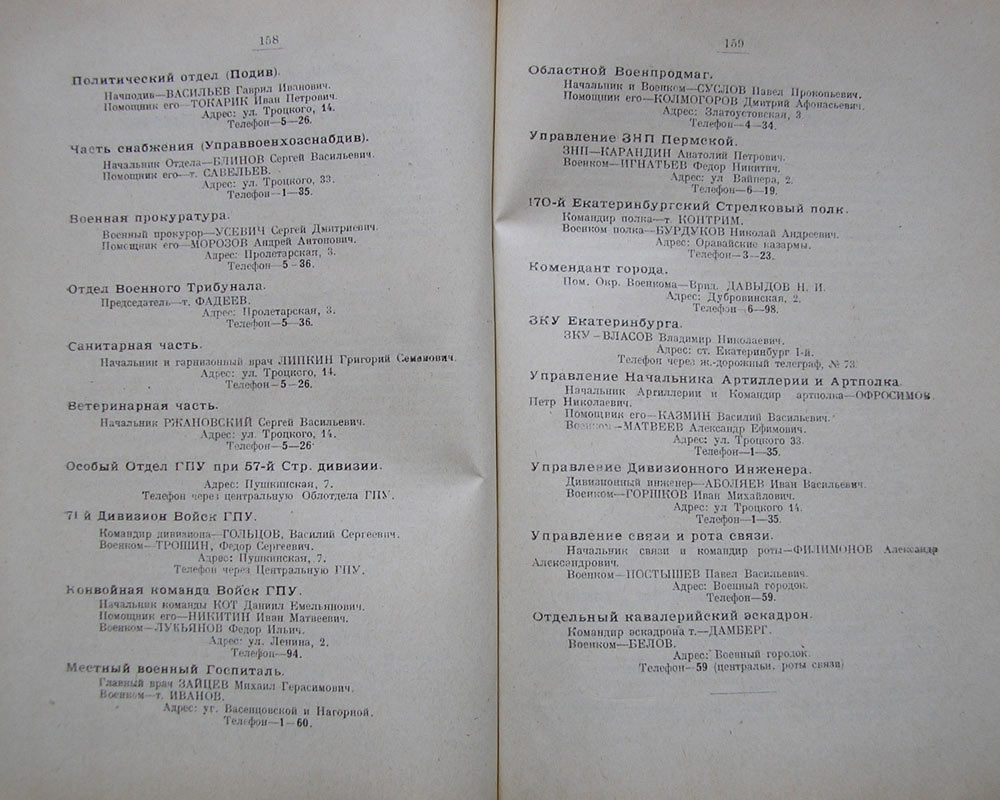 158
Политический отдел (Подив).
Начподив—ВАСИЛЬЕВ Гаврил Иванович.
Помощник его—ТОКАРИК Иван Петрович.
Адрес: ул. Троцкого, 14.
Телефон—5—26.
Часть снабжения (Управвоенхозснабдив).
Начальник Отдела—БЛИНОВ Сергей Васильевич.
Помощник его—т. САВЕЛЬЕВ.
Адрес: ул. Троцкого, 33.
Телефон—1—35.
Военная прокуратура.
Военный прокурор—УСЕВИЧ Сергей Дмитриевич.
Помощник его—МОРОЗОВ Андрей Антонович.
Адрес: Пролетарская, 3.
Телефон—5—36.
Отдел Военного Трибунала.
Председатель—т. ФАДЕЕВ.
Адрес: Пролетарская, 3.
Телефон—5—36.
Санитарная часть.
Начальник и гарнизонный врач ЛИПКИН Григорий Семенович.
Адрес: ул. Троцкого, 14.
Телефон—5—26.
Ветеринарная часть.
Начальник РЖАНОВСКИЙ Сергей Васильевич.
Адрес: ул. Троцкого, 14.
Телефон—5—26
Особый Отдел ГПУ при 57-й Стр. дивизии.
Адрес: Пушкинская, 7.
Телефон через центральную Облотдела ГПУ.
71 й Дивизион Войск ГПУ.
Командир дивизиона—ГОЛЬЦОВ, Василий Сергеевич.
Военком—ТРОШИН, Федор Сергеевич.
Адрес: Пушкинская, 7.
Телефон через Центральную ГПУ.
Конвойная команда Войск ГПУ.
Начальник команды КОТ Даниил Емельянович.
Помощник его—НИКИТИН Иван Матвеевич.
Военком—ЛУКЬЯНОВ Федор Ильич.
Адрес: ул. Ленина, 2.
Телефон—94.
Местный военный Госпиталь.
Главный врач ЗАЙЦЕВ Михаил Герасимович.
Военком—т. ИВАНОВ.
Адрес: уг. Васенцовской и Нагорной.
Телефон—1—60.
159
Областной Военпродмаг.
Начальник и Военком—СУСЛОВ Павел Прокопьевич.
Помощник его—КОЛМОГОРОВ Дмитрий Афонасьевич.
Адрес: Златоустовская, 3
Телефон—4—34.
Управление ЗНП Пермской.
ЗНП—КАРАНДИН Анатолий Петрович.
Военком—ИГНАТЬЕВ Федор Никитич.
Адрес: ул Вайнера, 2.
Телефон—6—19.
170-й Екатеринбургский Стрелковый полк.
Командир полка—т. КОНТРИМ.
Военком полка—БУРДУКОВ Николай Андреевич.
Адрес: Оравайские казармы.
Телефон—3—23.
Комендант города.
Пом. Окр. Военкома—Врид. ДАВЫДОВ Н. И.
Адрес: Дубровинская, 2.
Телефон—6—98.
ЗКУ Екатеринбурга.
ЗКУ—ВЛАСОВ Владимир Николаевич.
Адрес: ст. Екатеринбург 1-й.
Телефон через ж.-дорожный телеграф, № 73.
Управление Начальника Артиллерии и Артполка
Начальник Артиллерии и Командир артполка—ОФРОСИМОВ
Петр Николаевич.
Помощник его—КАЗМИН Василий Васильевич.
Военком—МАТВЕЕВ Александр Ефимович.
Адрес: ул. Троцкого 33.
Телефон—1—35.
Управление Дивизионного Инженера.
Дивизионный инженер—АБОЛЯЕВ Иван Васильевич.
Военком—ГОРШКОВ Иван Михайлович.
Адрес: ул Троцкого 14.
Телефон—1—35.
Управление связи и рота связи.
Начальник связи и командир роты—ФИЛИМОНОВ Александр
Александрович.
Военком—ПОСТЫШЕВ Павел Васильевич.
Адрес: Военный городок.
Телефон—59.
Отдельный кавалерийский эскадрон.
Командир эскадрона т.—ДАМБЕРГ.
Военком—БЕЛОВ.
Адрес: Военный городок.
Телефон—59 (центральн. роты связи)